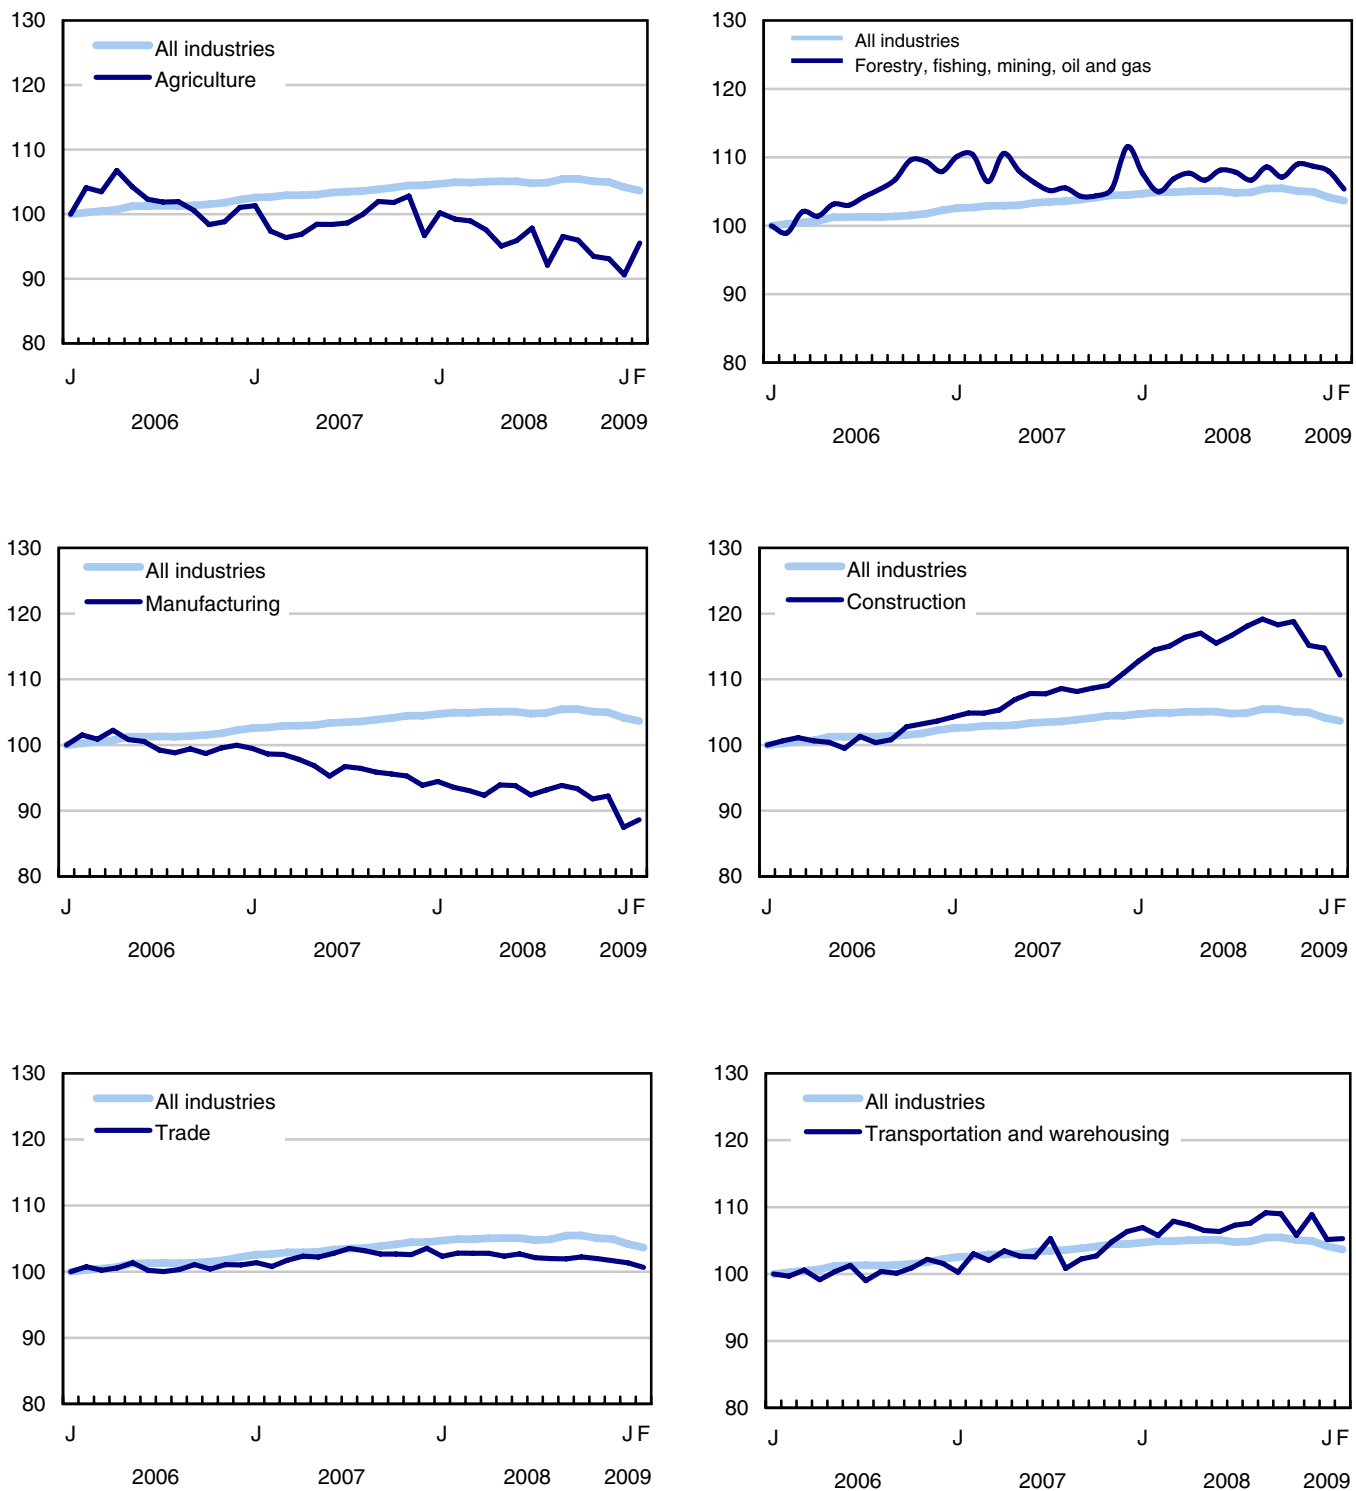 130
All industries
Agriculture
120
110
100
90
80
J J J J F
2006 2007 2008 2009
130
All industries
Forestry, fishing, mining, oil and gas
120
110
100
90
80
J J J J F
2006 2007 2008 2009
130
All industries
Manufacturing
120
110
100
90
80
J J J J F
2006 2007 2008 2009
130
All industries
Construction
120
110
100
90
80
J J J J F
2006 2007 2008 2009
130
All industries
Trade
120
110
100
90
80
J J J J F
2006 2007 2008 2009
130
All industries
Transportation and warehousing
120
110
100
90
80
J J J J F
2006 2007 2008 2009